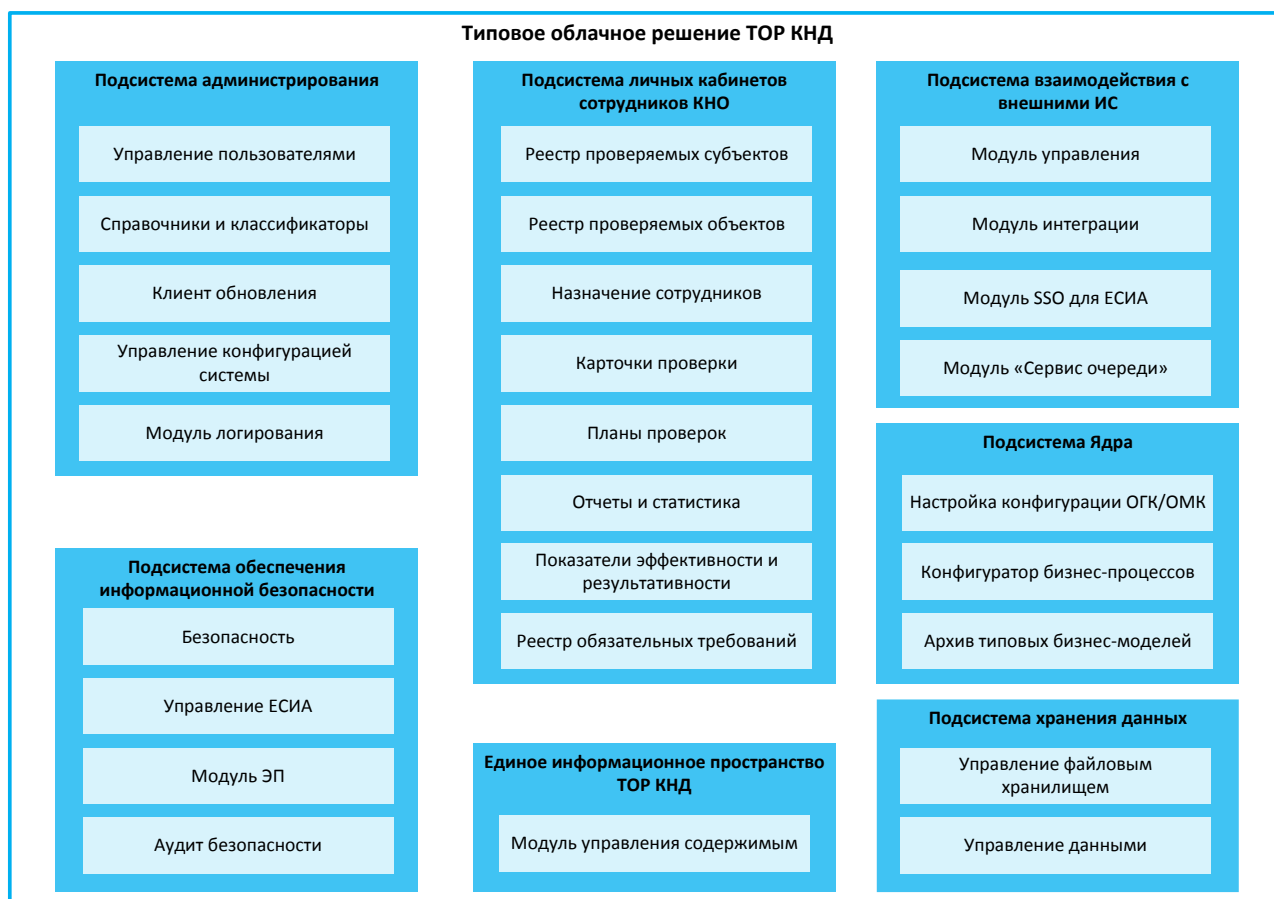 Типовое облачное решение ТОР КНД
Подсистема администрирования
Управление пользователями
Справочники и классификаторы
Клиент обновления
Управление конфигурацией
системы
Модуль логирования
Подсистема обеспечения
информационной безопасности
Безопасность
Управление ЕСИА
Модуль ЭП
Аудит безопасности
Подсистема личных кабинетов
сотрудников КНО
Реестр проверяемых субъектов
Реестр проверяемых объектов
Назначение сотрудников
Карточки проверки
Планы проверок
Отчеты и статистика
Показатели эффективности и
результативности
Реестр обязательных требований
Единое информационное пространство
ТОР КНД
Модуль управления содержимым
Подсистема взаимодействия с
внешними ИС
Модуль управления
Модуль интеграции
Модуль SSO для ЕСИА
Модуль «Сервис очереди»
Подсистема Ядра
Настройка конфигурации ОГК/ОМК
Конфигуратор бизнес-процессов
Архив типовых бизнес-моделей
Подсистема хранения данных
Управление файловым
хранилищем
Управление данными